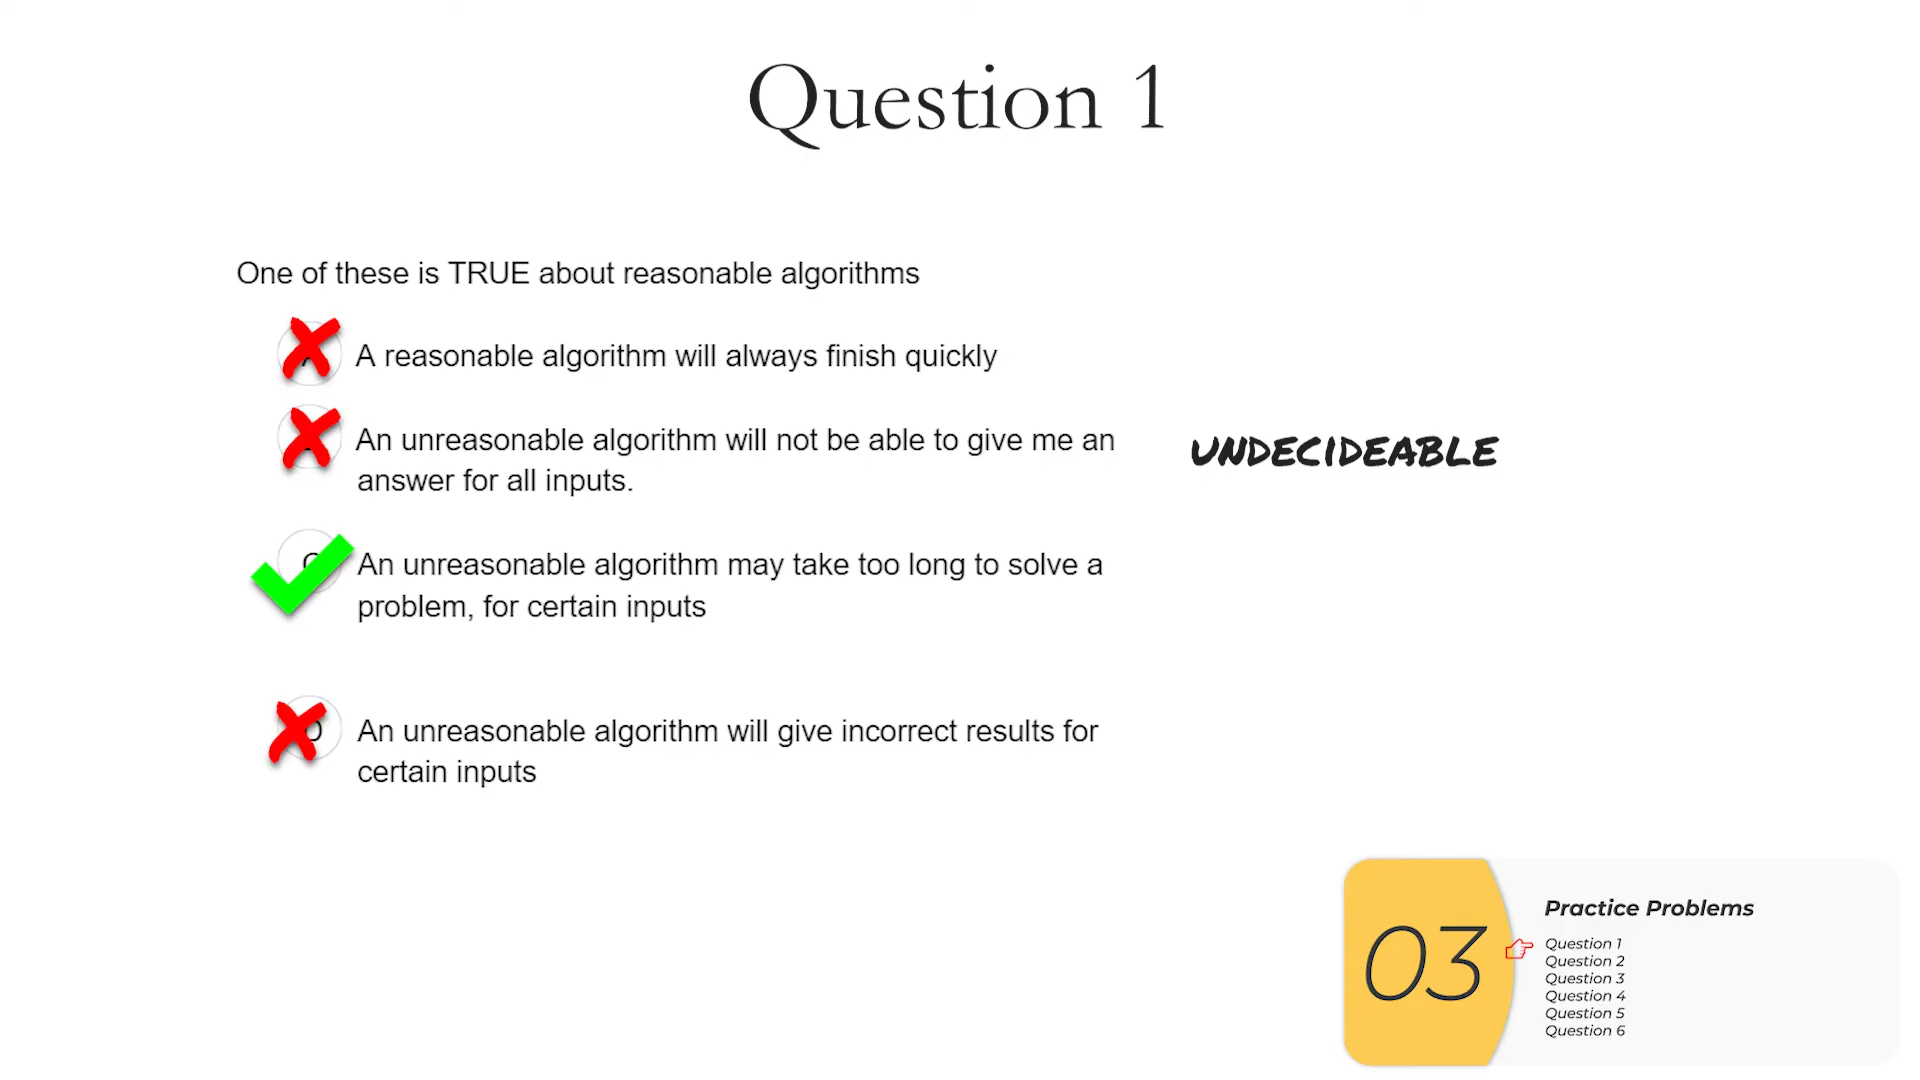 Question 1
One of these is TRUE about reasonable algorithms
A reasonable algorithm will always finish quickly
An unreasonable algorithm will not be able to give me an
answer for all inputs.
UNDECIDEABLE
An unreasonable algorithm may take too long to solve a
problem, for certain inputs
D
An unreasonable algorithm will give incorrect results for
certain inputs
03
Practice Problems
Question 1
Question 2
Question 3
Question 4
Question 5
Question 6